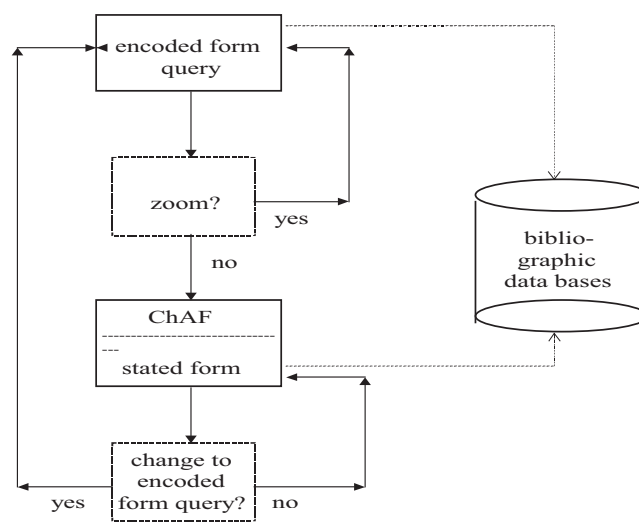 encoded form
query
zoom?
yes
no
biblio-
graphic
data bases
ChAF
stated form
change to
encoded
form query?
yes
no